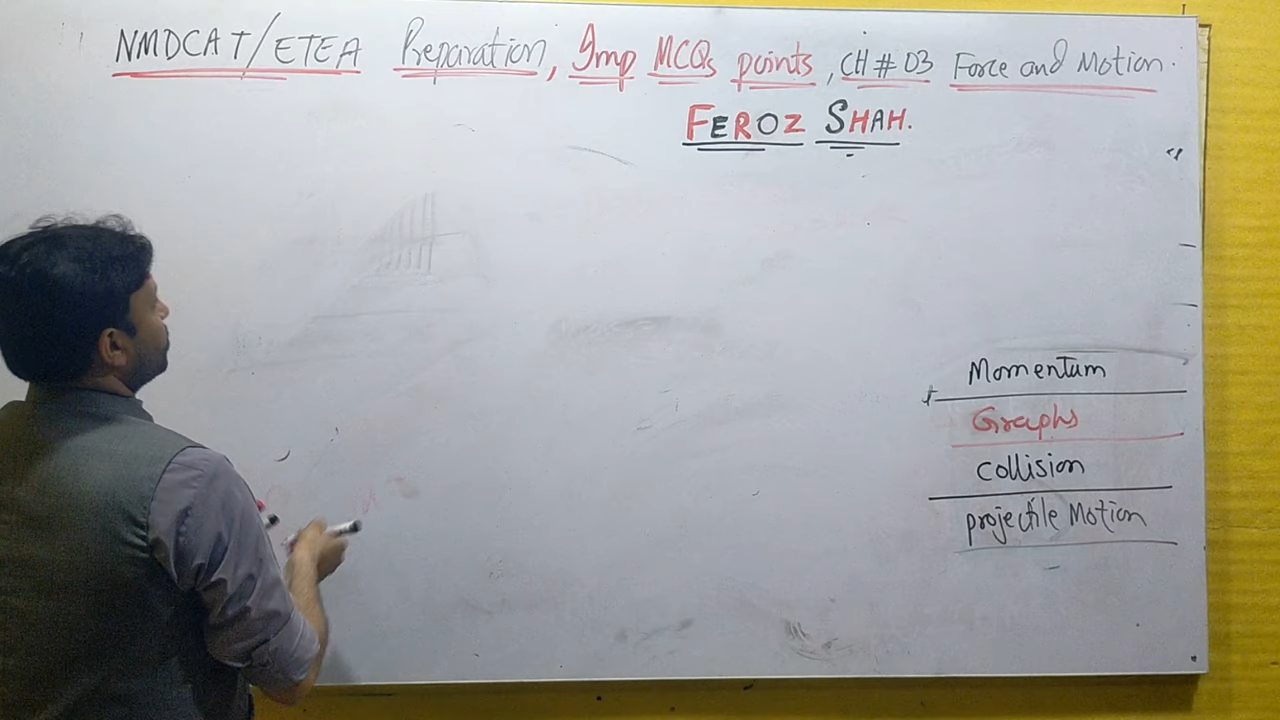 NMDCAT/ETEA Preparation, Imp MCQs points, CH # 03 Force and Motion.
FEROZ SHAH.
Momentum
Graphs
collision
projectile Motion